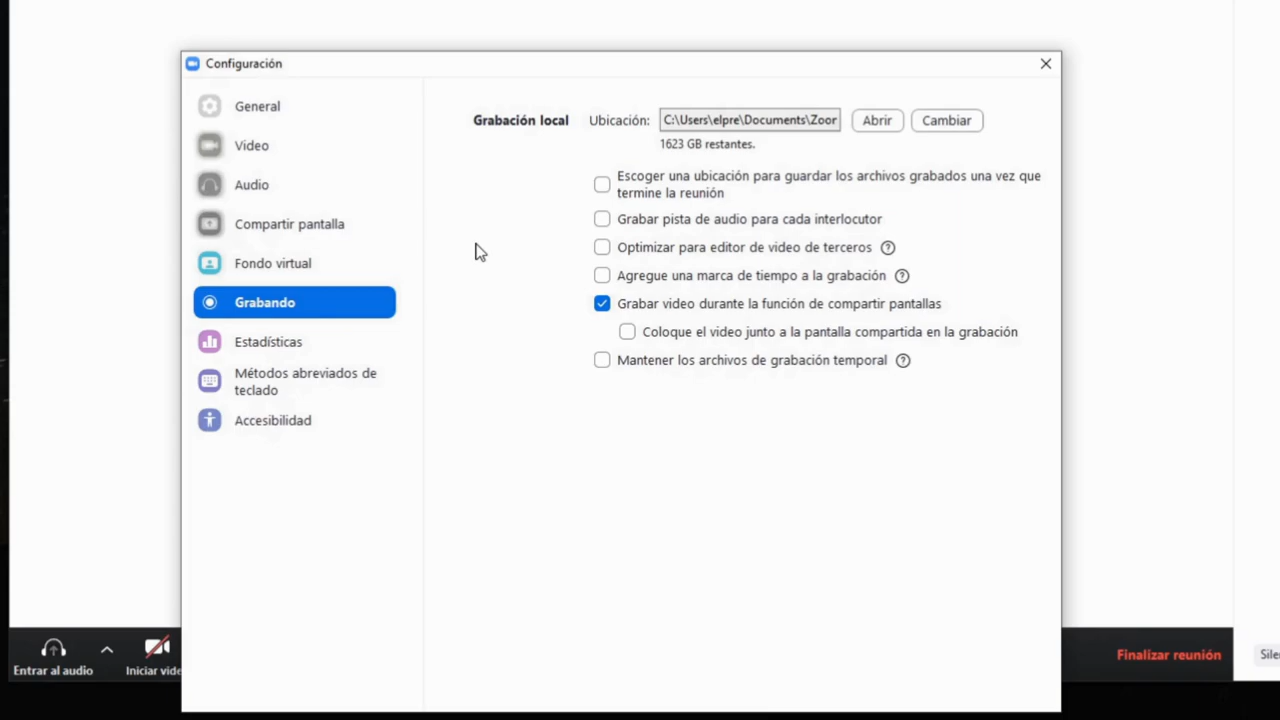 Configuración
General
Video
Audio
Compartir pantalla
Fondo virtual
Grabando
Estadísticas
Métodos abreviados de
teclado
Accesibilidad
Grabación local Ubicación: C:\Users\elpre\Documents\Zoor Abrir Cambiar
1623 GB restantes.
Escoger una ubicación para guardar los archivos grabados una vez que
termine la reunión
Grabar pista de audio para cada interlocutor
Optimizar para editor de video de terceros
Agregue una marca de tiempo a la grabación
Grabar video durante la función de compartir pantallas
Coloque el video junto a la pantalla compartida en la grabación
Mantener los archivos de grabación temporal
Entrar al audio Iniciar vide Finalizar reunión